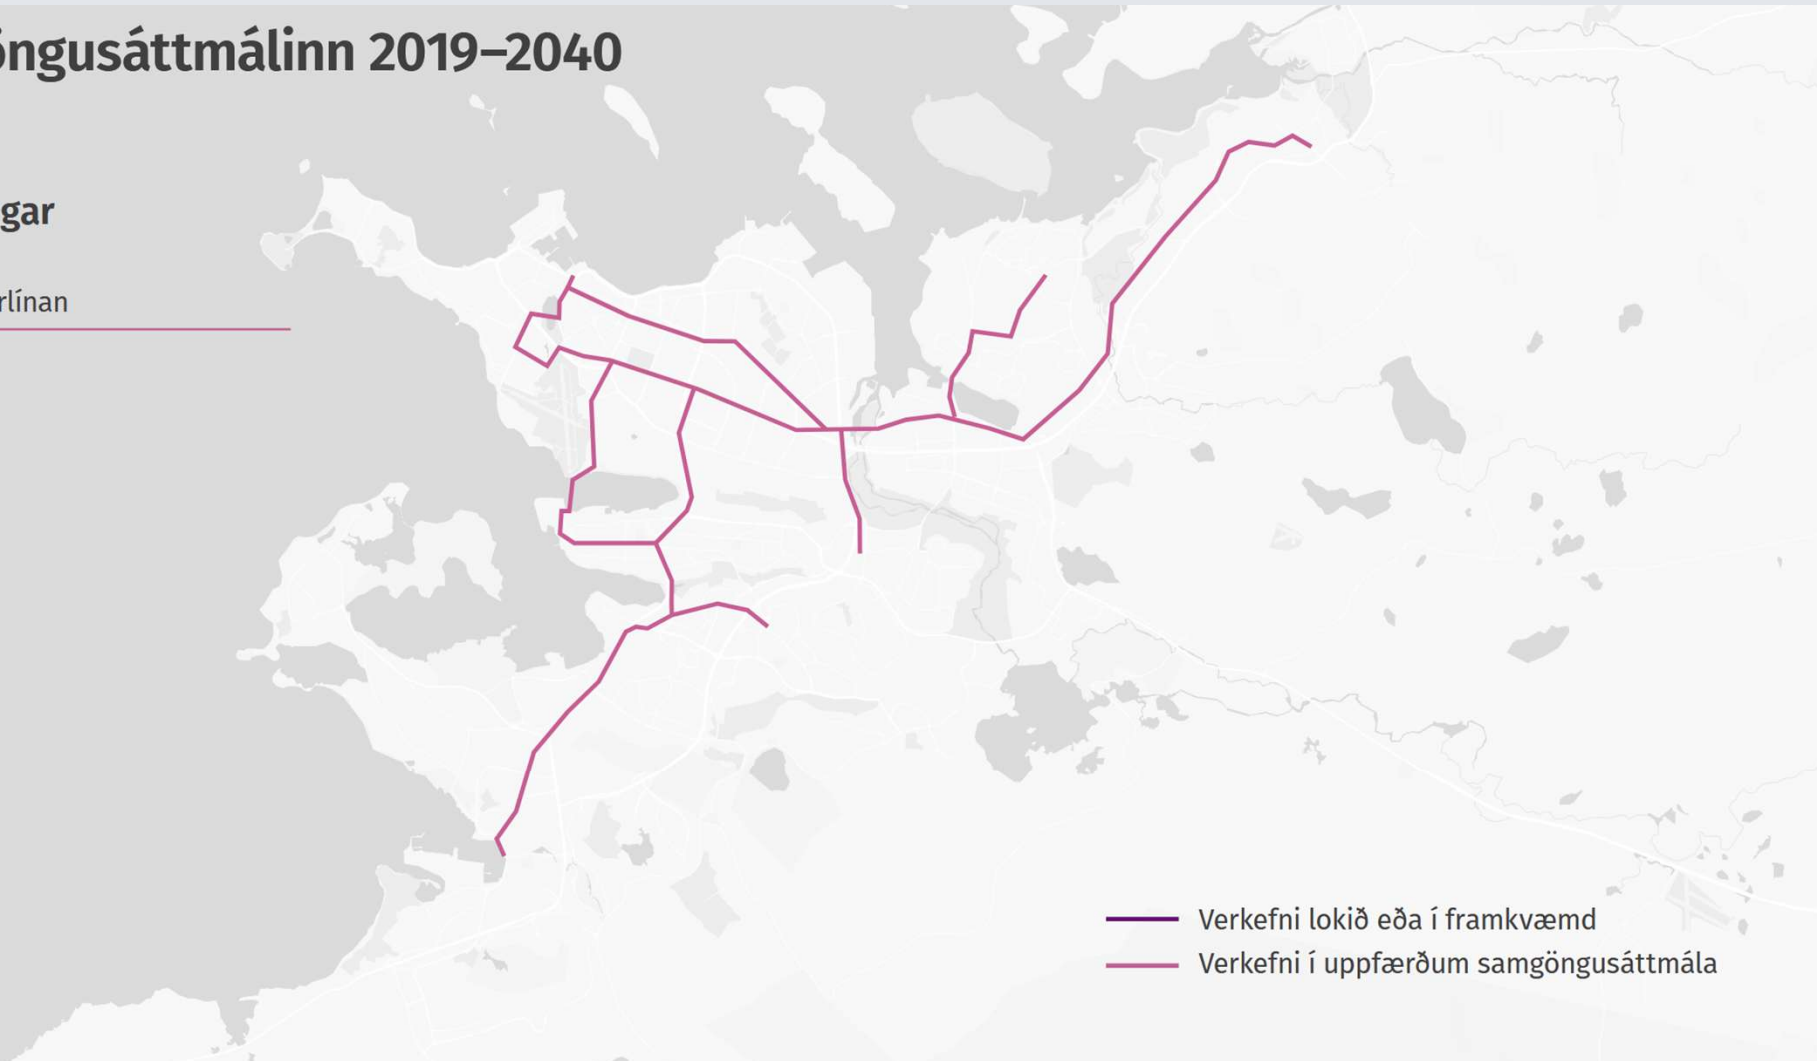 öngusáttmálinn 2019–2040
gar
rlínan
Verkefni lokið eða í framkvæmd
Verkefni í uppfærðum samgöngusáttmála